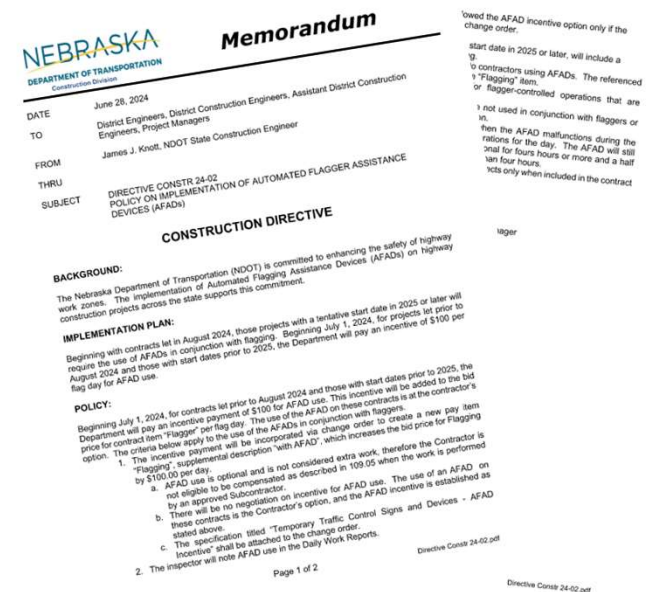 NEBRASKA
DEPARTMENT OF TRANSPORTATION
Construction Division
Memorandum
DATE June 28, 2024
TO District Engineers, District Construction Engineers, Assistant District Construction
Engineers, Project Managers
FROM James J. Knott, NDOT State Construction Engineer
THRU
SUBJECT DIRECTIVE CONSTR 24-02
POLICY ON IMPLEMENTATION OF AUTOMATED FLAGGER ASSISTANCE
DEVICES (AFADs)
CONSTRUCTION DIRECTIVE
BACKGROUND:
The Nebraska Department of Transportation (NDOT) is committed to enhancing the safety of highway
work zones. The implementation of Automated Flagging Assistance Devices (AFADs) on highway
construction projects across the state supports this commitment.
IMPLEMENTATION PLAN:
Beginning with contracts let in August 2024, those projects with a tentative start date in 2025 or later will
require the use of AFADs in conjunction with flagging. Beginning July 1, 2024, for projects let prior to
August 2024 and those with start dates prior to 2025, the Department will pay an incentive of $100 per
flag day for AFAD use.
POLICY:
Beginning July 1, 2024, for contracts let prior to August 2024 and those with start dates prior to 2025, the
Department will pay an incentive payment of $100 for AFAD use. This incentive will be added to the bid
price for contract item "Flagger" per flag day. The use of the AFAD on these contracts is at the contractor's
option. The criteria below apply to the use of the AFADs in conjunction with flaggers.
1. The incentive payment will be incorporated via change order to create a new pay item
"Flagging", supplemental description "with AFAD", which increases the bid price for Flagging
by $100.00 per day.
a. AFAD use is optional and is not considered extra work, therefore the Contractor is
not eligible to be compensated as described in 109.05 when the work is performed
by an approved Subcontractor.
b. There will be no negotiation on incentive for AFAD use. The use of an AFAD on
these contracts is the Contractor's option, and the AFAD incentive is established as
stated above.
c. The specification titled "Temporary Traffic Control Signs and Devices - AFAD
Incentive" shall be attached to the change order.
2. The inspector will note AFAD use in the Daily Work Reports.
Page 1 of 2
Directive Constr 24-02.pdf
owed the AFAD incentive option only if the
change order.
start date in 2025 or later, will include a
g.
o contractors using AFADs. The referenced
"Flagging" item.
or flagger-controlled operations that are
not used in conjunction with flaggers or
on.
hen the AFAD malfunctions during the
rations for the day. The AFAD will still
onal for fours hours or more and a half
an four hours.
cts only when included in the contract
ager
Directive Constr 24-02.pdf